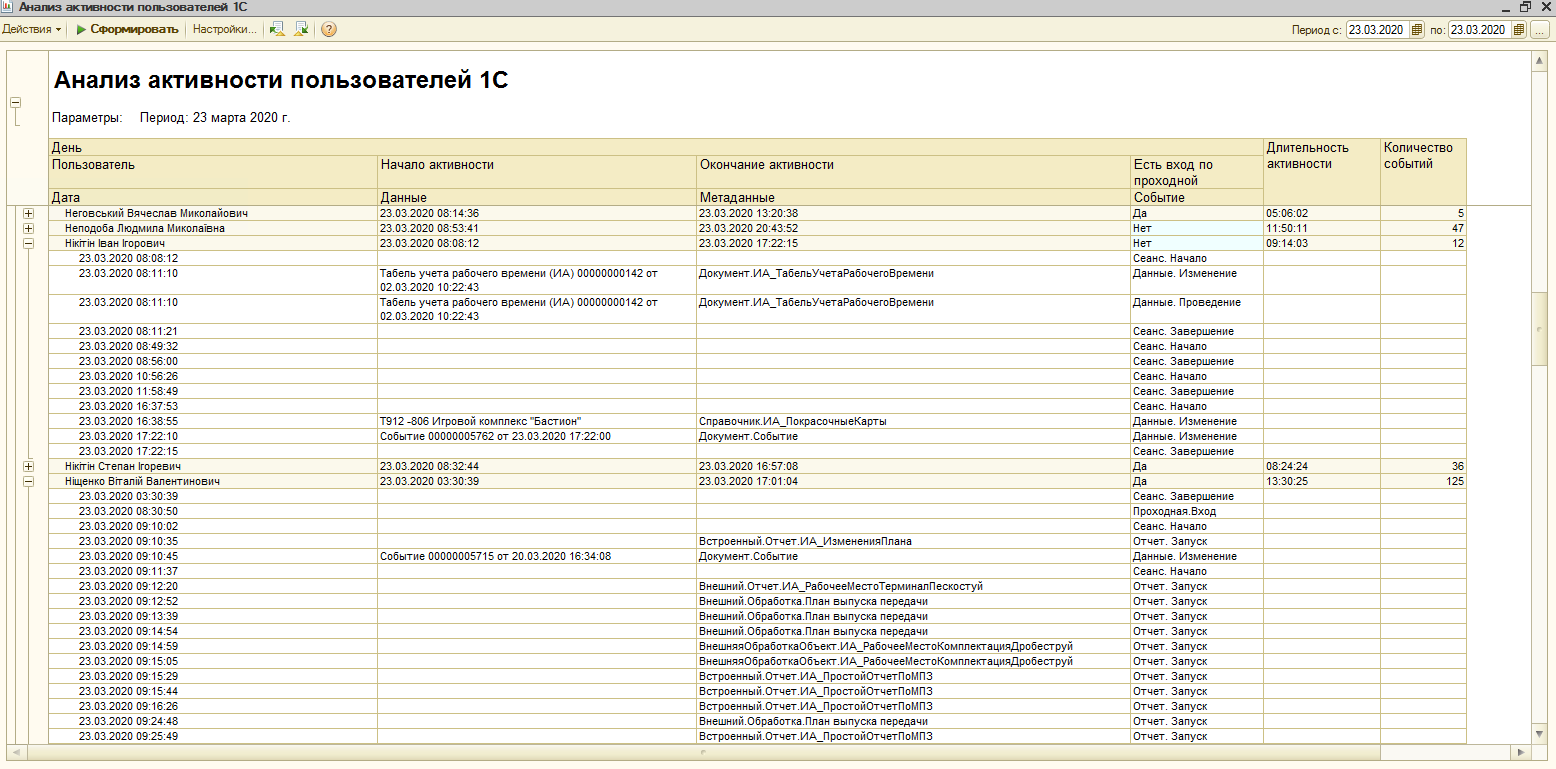 Анализ активности пользователей 1С
Действия Сформировать Настройки... Период с: 23.03.2020 по: 23.03.2020 ...
Анализ активности пользователей 1С
Параметры: Период: 23 марта 2020 г.
День Длительность активности Количество событий
Пользователь Начало активности Окончание активности Есть вход по проходной
Дата Данные Метаданные Событие
Неговський Вячеслав Миколайович 23.03.2020 08:14:36 23.03.2020 13:20:38 Да 05:06:02 5
Неподоба Людмила Миколаївна 23.03.2020 08:53:41 23.03.2020 20:43:52 Нет 11:50:11 47
Нікітін Іван Ігорович 23.03.2020 08:08:12 23.03.2020 17:22:15 Нет 09:14:03 12
23.03.2020 08:08:12 Сеанс. Начало
23.03.2020 08:11:10 Табель учета рабочего времени (ИА) 00000000142 от 02.03.2020 10:22:43 Документ.ИА_ТабельУчетаРабочегоВремени Данные. Изменение
23.03.2020 08:11:10 Табель учета рабочего времени (ИА) 00000000142 от 02.03.2020 10:22:43 Документ.ИА_ТабельУчетаРабочегоВремени Данные. Проведение
23.03.2020 08:11:21 Сеанс. Завершение
23.03.2020 08:49:32 Сеанс. Начало
23.03.2020 08:56:00 Сеанс. Завершение
23.03.2020 10:56:26 Сеанс. Начало
23.03.2020 11:58:49 Сеанс. Завершение
23.03.2020 16:37:53 Сеанс. Начало
23.03.2020 16:38:55 Т912 -806 Игровой комплекс "Бастион" Справочник.ИА_ПокрасочныеКарты Данные. Изменение
23.03.2020 17:22:10 Событие 00000005762 от 23.03.2020 17:22:00 Документ.Событие Данные. Изменение
23.03.2020 17:22:15 Сеанс. Завершение
Нікітін Степан Ігоревич 23.03.2020 08:32:44 23.03.2020 16:57:08 Да 08:24:24 36
Ніщенко Віталій Валентинович 23.03.2020 03:30:39 23.03.2020 17:01:04 Да 13:30:25 125
23.03.2020 03:30:39 Сеанс. Завершение
23.03.2020 08:30:50 Проходная.Вход
23.03.2020 09:10:02 Сеанс. Начало
23.03.2020 09:10:35 Встроенный.Отчет.ИА_ИзмененияПлана Отчет. Запуск
23.03.2020 09:10:45 Событие 00000005715 от 20.03.2020 16:34:08 Документ.Событие Данные. Изменение
23.03.2020 09:11:37 Сеанс. Начало
23.03.2020 09:12:20 Внешний.Отчет.ИА_РабочееМестоТерминалПескостуй Отчет. Запуск
23.03.2020 09:12:52 Внешний.Обработка.План выпуска передачи Отчет. Запуск
23.03.2020 09:13:39 Внешний.Обработка.План выпуска передачи Отчет. Запуск
23.03.2020 09:14:54 Внешний.Обработка.План выпуска передачи Отчет. Запуск
23.03.2020 09:14:59 ВнешняяОбработкаОбъект.ИА_РабочееМестоКомплектацияДробеструй Отчет. Запуск
23.03.2020 09:15:05 ВнешняяОбработкаОбъект.ИА_РабочееМестоКомплектацияДробеструй Отчет. Запуск
23.03.2020 09:15:29 Встроенный.Отчет.ИА_ПростойОтчетПоМПЗ Отчет. Запуск
23.03.2020 09:15:44 Встроенный.Отчет.ИА_ПростойОтчетПоМПЗ Отчет. Запуск
23.03.2020 09:16:26 Встроенный.Отчет.ИА_ПростойОтчетПоМПЗ Отчет. Запуск
23.03.2020 09:24:48 Внешний.Обработка.План выпуска передачи Отчет. Запуск
23.03.2020 09:25:49 Встроенный.Отчет.ИА_ПростойОтчетПоМПЗ Отчет. Запуск